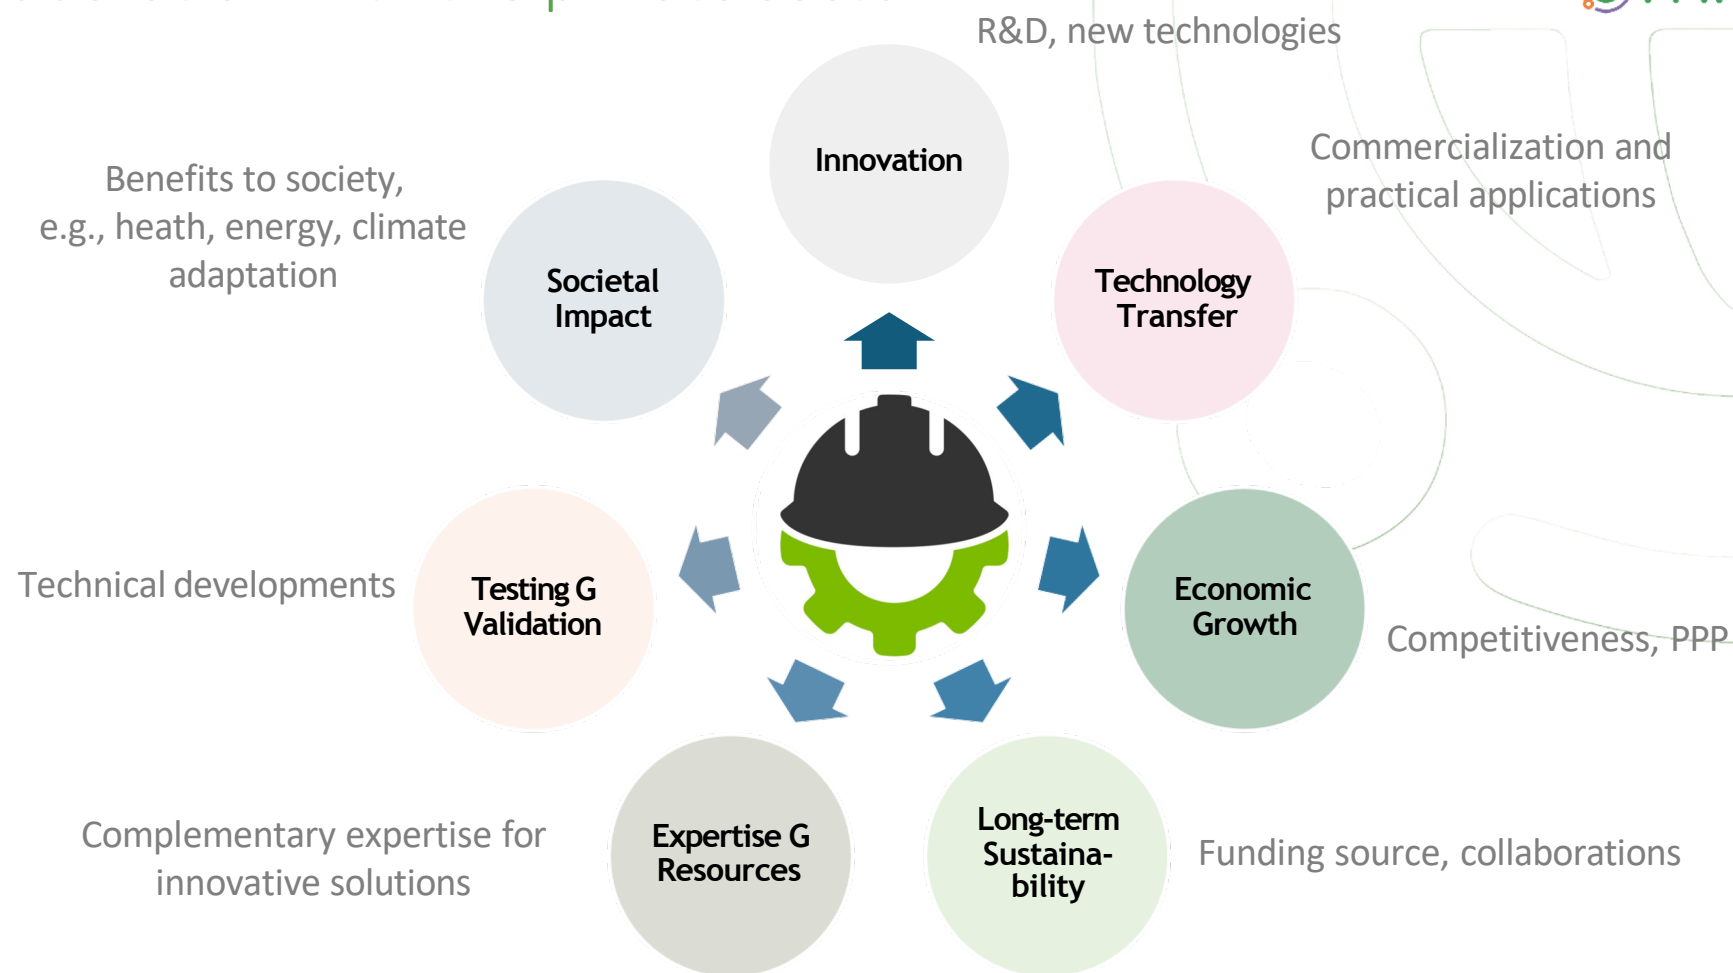 R&D, new technologies
Innovation
Commercialization and
practical applications
Technology
Transfer
Benefits to society,
e.g., heath, energy, climate
adaptation
Societal
Impact
Economic
Growth
Competitiveness, PPP
Technical developments
Testing G
Validation
Long-term
Sustaina-
bility
Funding source, collaborations
Complementary expertise for
innovative solutions
Expertise G
Resources